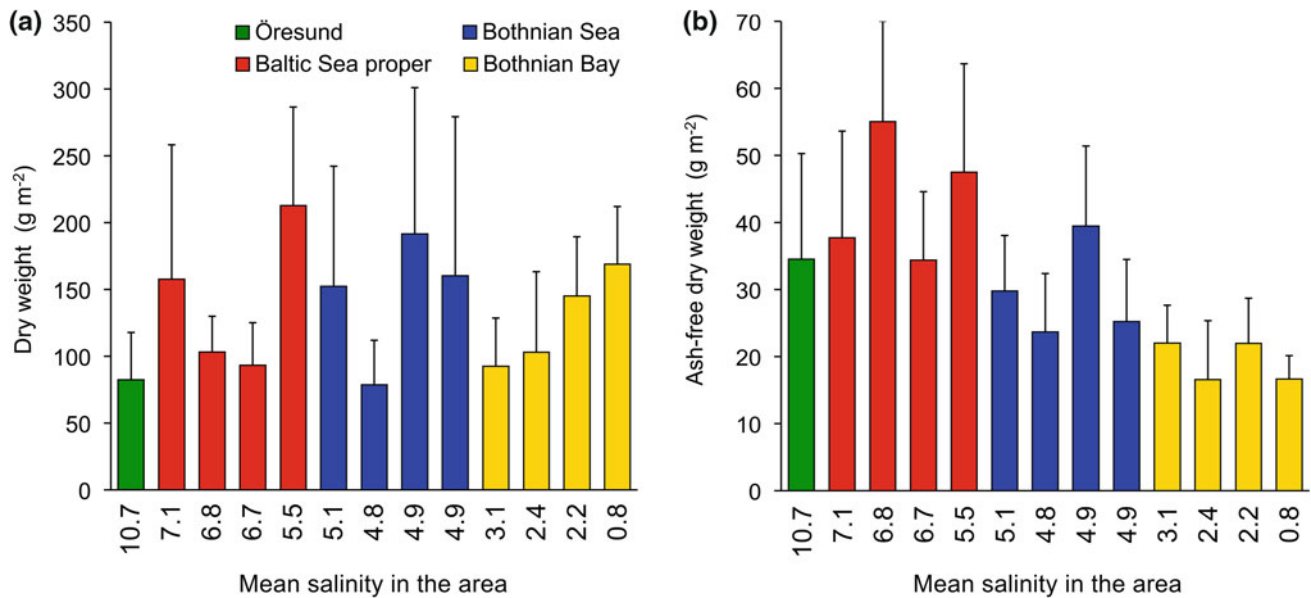 (a)
350
300
250
200
150
100
50
0
Dry weight (g m-2)
Öresund
Baltic Sea proper
Bothnian Sea
Bothnian Bay
10.7 7.1 6.8 6.7 5.5 5.1 4.8 4.9 4.9 3.1 2.4 2.2 0.8
Mean salinity in the area
(b)
70
60
50
40
30
20
10
0
Ash-free dry weight (g m-2)
10.7 7.1 6.8 6.7 5.5 5.1 4.8 4.9 4.9 3.1 2.4 2.2 0.8
Mean salinity in the area